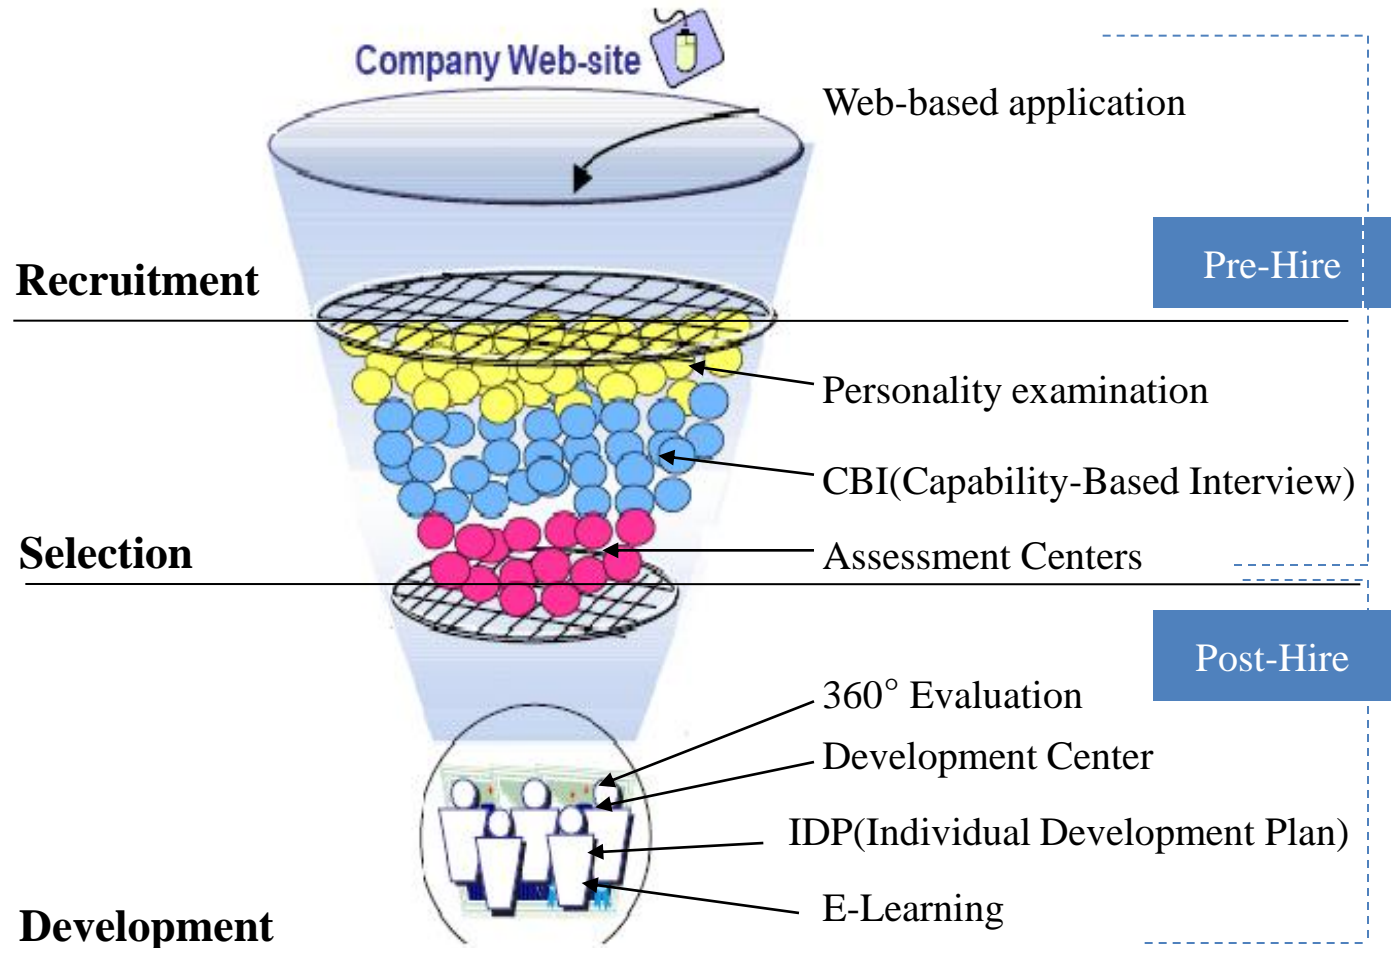 Company Web-site
Web-based application
Pre-Hire
Recruitment
Personality examination
CBI(Capability-Based Interview)
Selection
Assessment Centers
Post-Hire
360° Evaluation
Development Center
IDP(Individual Development Plan)
E-Learning
Development